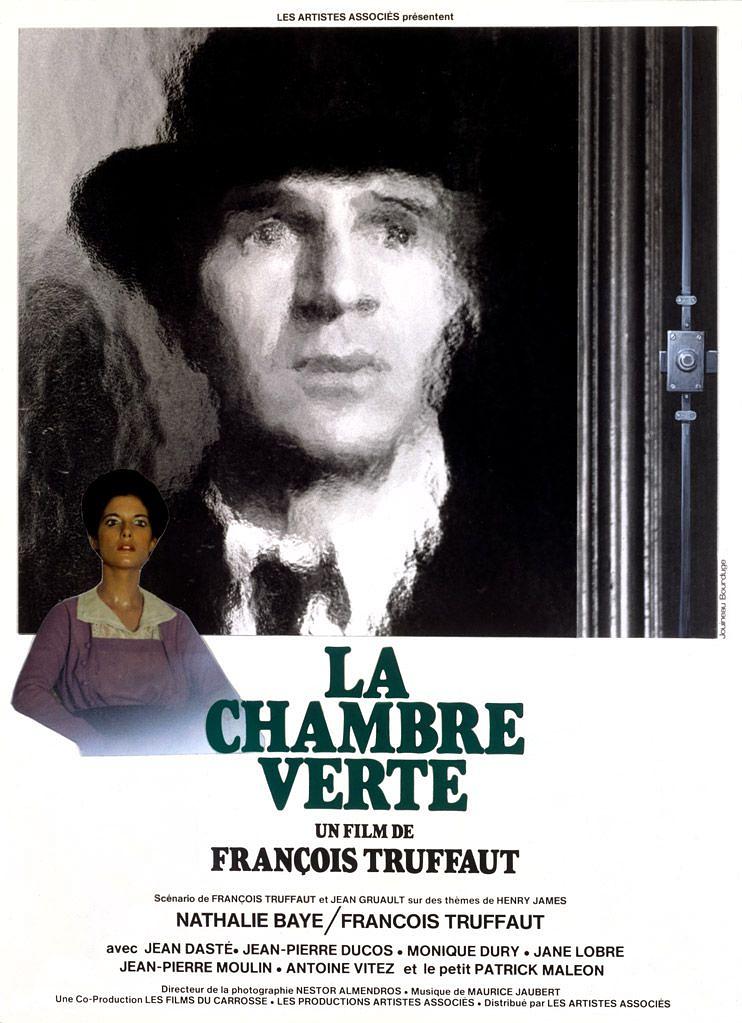 LES ARTISTES ASSOCIÉS présentent
Jouineau Bourduge
LA
CHAMBRE
VERTE
UN FILM DE
FRANÇOIS TRUFFAUT
Scénario de FRANÇOIS TRUFFAUT et JEAN GRUAULT sur des thèmes de HENRY JAMES
NATHALIE BAYE/FRANCOIS TRUFFAUT
avec JEAN DASTÉ • JEAN-PIERRE DUCOS • MONIQUE DURY • JANE LOBRE
JEAN-PIERRE MOULIN • ANTOINE VITEZ et le petit PATRICK MALEON
Directeur de la photographie NESTOR ALMENDROS • Musique de MAURICE JAUBERT
Une Co-Production LES FILMS DU CARROSSE • LES PRODUCTIONS ARTISTES ASSOCIÉS • Distribué par LES ARTISTES ASSOCIÉS